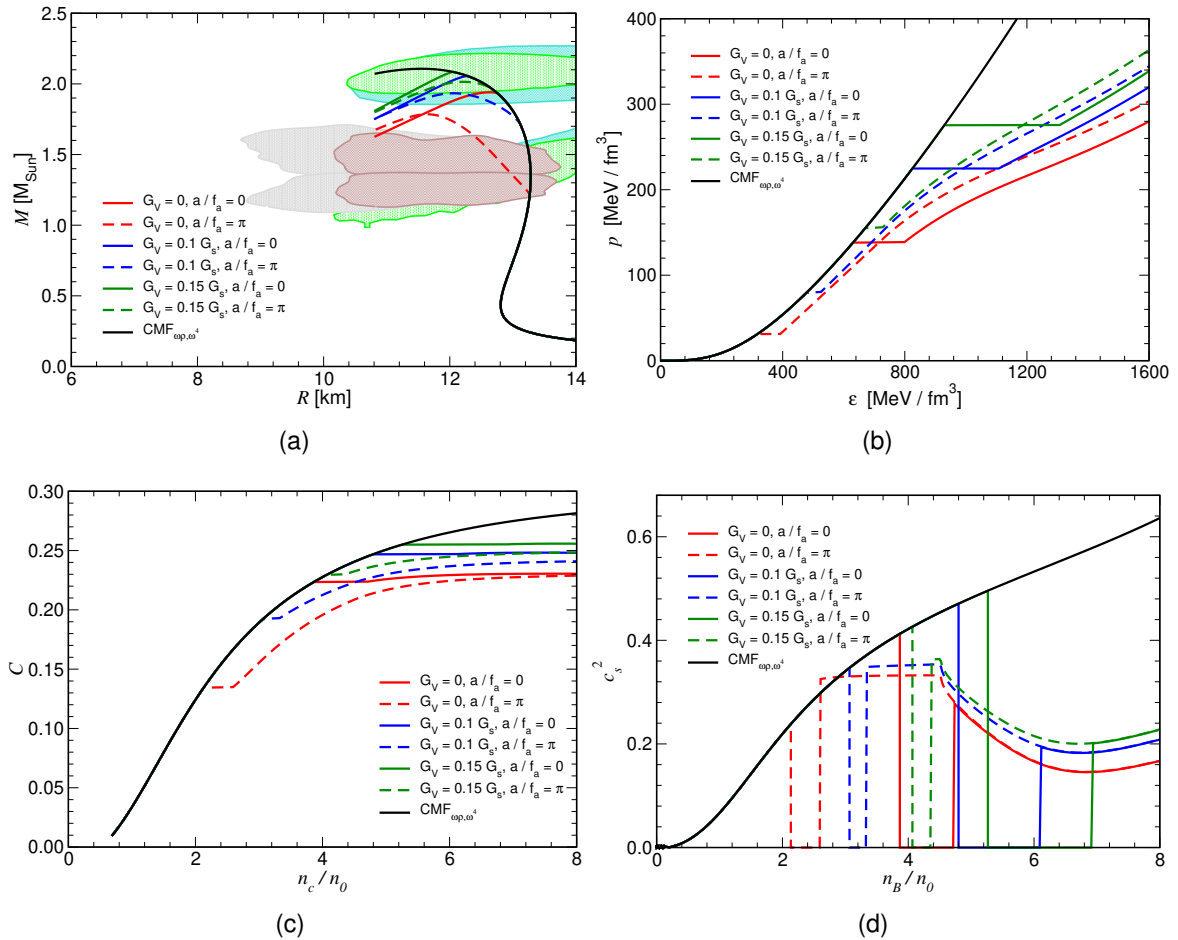 2.5
2.0
1.5
1.0
0.5
0.0
M [M_Sun]
G_V = 0, a / f_a = 0
G_V = 0, a / f_a = π
G_V = 0.1 G_s, a / f_a = 0
G_V = 0.1 G_s, a / f_a = π
G_V = 0.15 G_s, a / f_a = 0
G_V = 0.15 G_s, a / f_a = π
CMF_ωρ,ω⁴
6 8 10 12 14
R [km]
(a)
400
320
240
160
80
0
p [MeV / fm³]
G_V = 0, a / f_a = 0
G_V = 0, a / f_a = π
G_V = 0.1 G_s, a / f_a = 0
G_V = 0.1 G_s, a / f_a = π
G_V = 0.15 G_s, a / f_a = 0
G_V = 0.15 G_s, a / f_a = π
CMF_ωρ,ω⁴
0 400 800 1200 1600
ε [MeV / fm³]
(b)
0.30
0.25
0.20
0.15
0.10
0.05
0.00
C
G_V = 0, a / f_a = 0
G_V = 0, a / f_a = π
G_V = 0.1 G_s, a / f_a = 0
G_V = 0.1 G_s, a / f_a = π
G_V = 0.15 G_s, a / f_a = 0
G_V = 0.15 G_s, a / f_a = π
CMF_ωρ,ω⁴
0 2 4 6 8
n_c / n_0
(c)
0.6
0.4
0.2
0.0
c_s²
G_V = 0, a / f_a = 0
G_V = 0, a / f_a = π
G_V = 0.1 G_s, a / f_a = 0
G_V = 0.1 G_s, a / f_a = π
G_V = 0.15 G_s, a / f_a = 0
G_V = 0.15 G_s, a / f_a = π
CMF_ωρ,ω⁴
0 2 4 6 8
n_B / n_0
(d)